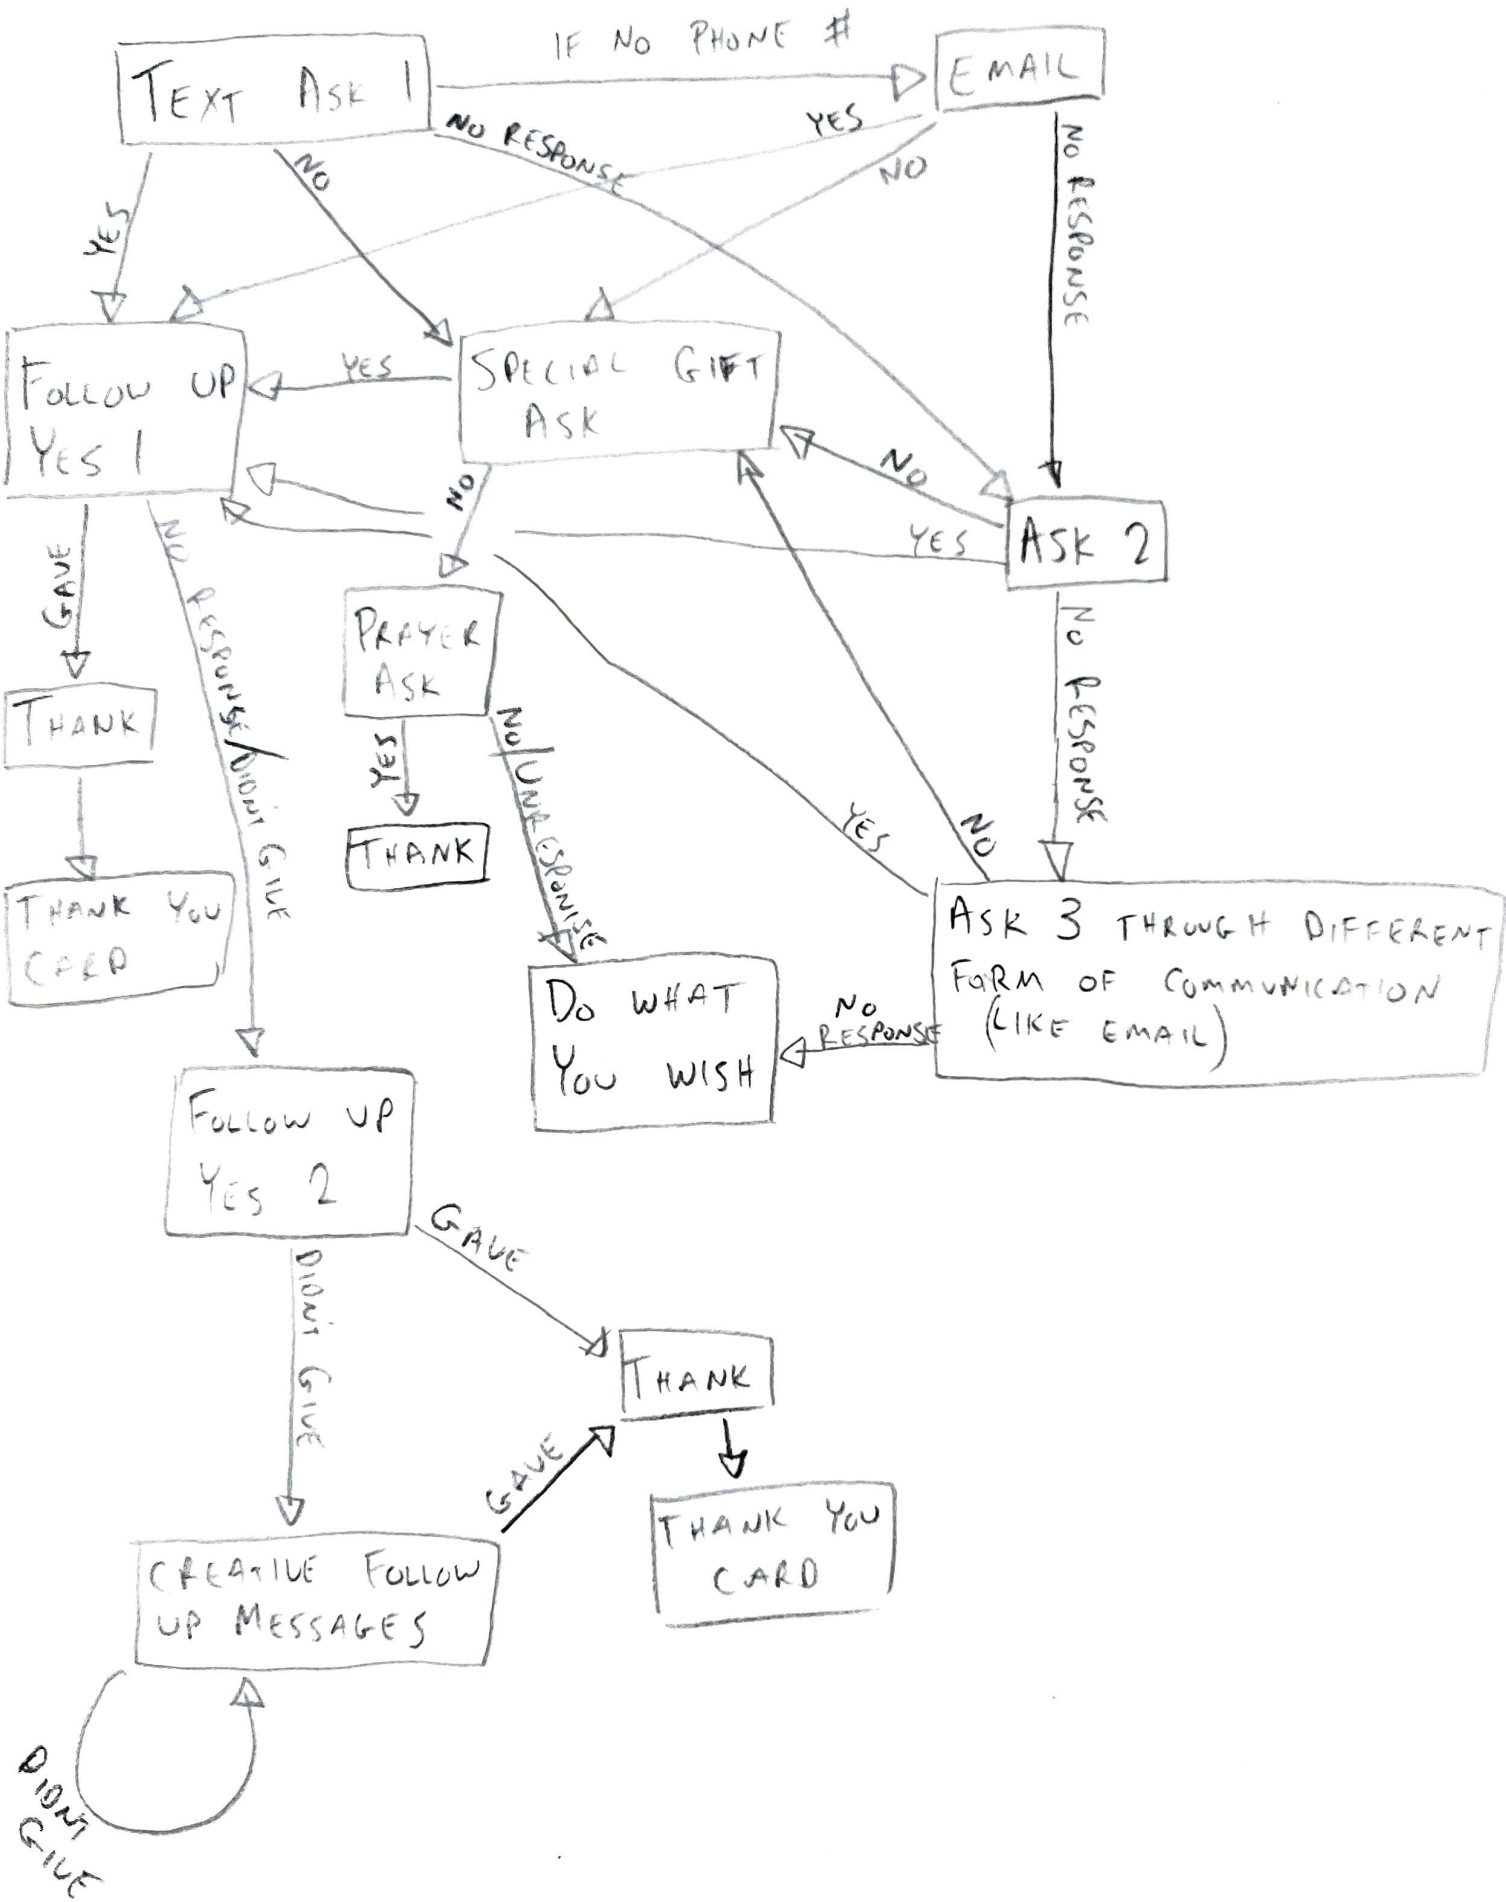 IF NO PHONE #
TEXT ASK 1
EMAIL
YES
NO RESPONSE
NO
NO
NO RESPONSE
YES
FOLLOW UP
YES 1
YES
SPECIAL GIFT
ASK
NO
NO
YES
ASK 2
GAVE
NO RESPONSE/DIDN'T GIVE
PRAYER
ASK
NO RESPONSE
THANK
YES
NO/UNRESPONSISE
YES
NO
THANK
THANK YOU
CARD
ASK 3 THROUGH DIFFERENT
FORM OF COMMUNICATION
(LIKE EMAIL)
DO WHAT
YOU WISH
NO
RESPONSE
FOLLOW UP
YES 2
GAVE
DIDN'T GIVE
THANK
GAVE
THANK YOU
CARD
CREATIVE FOLLOW
UP MESSAGES
DIDN'T
GIVE